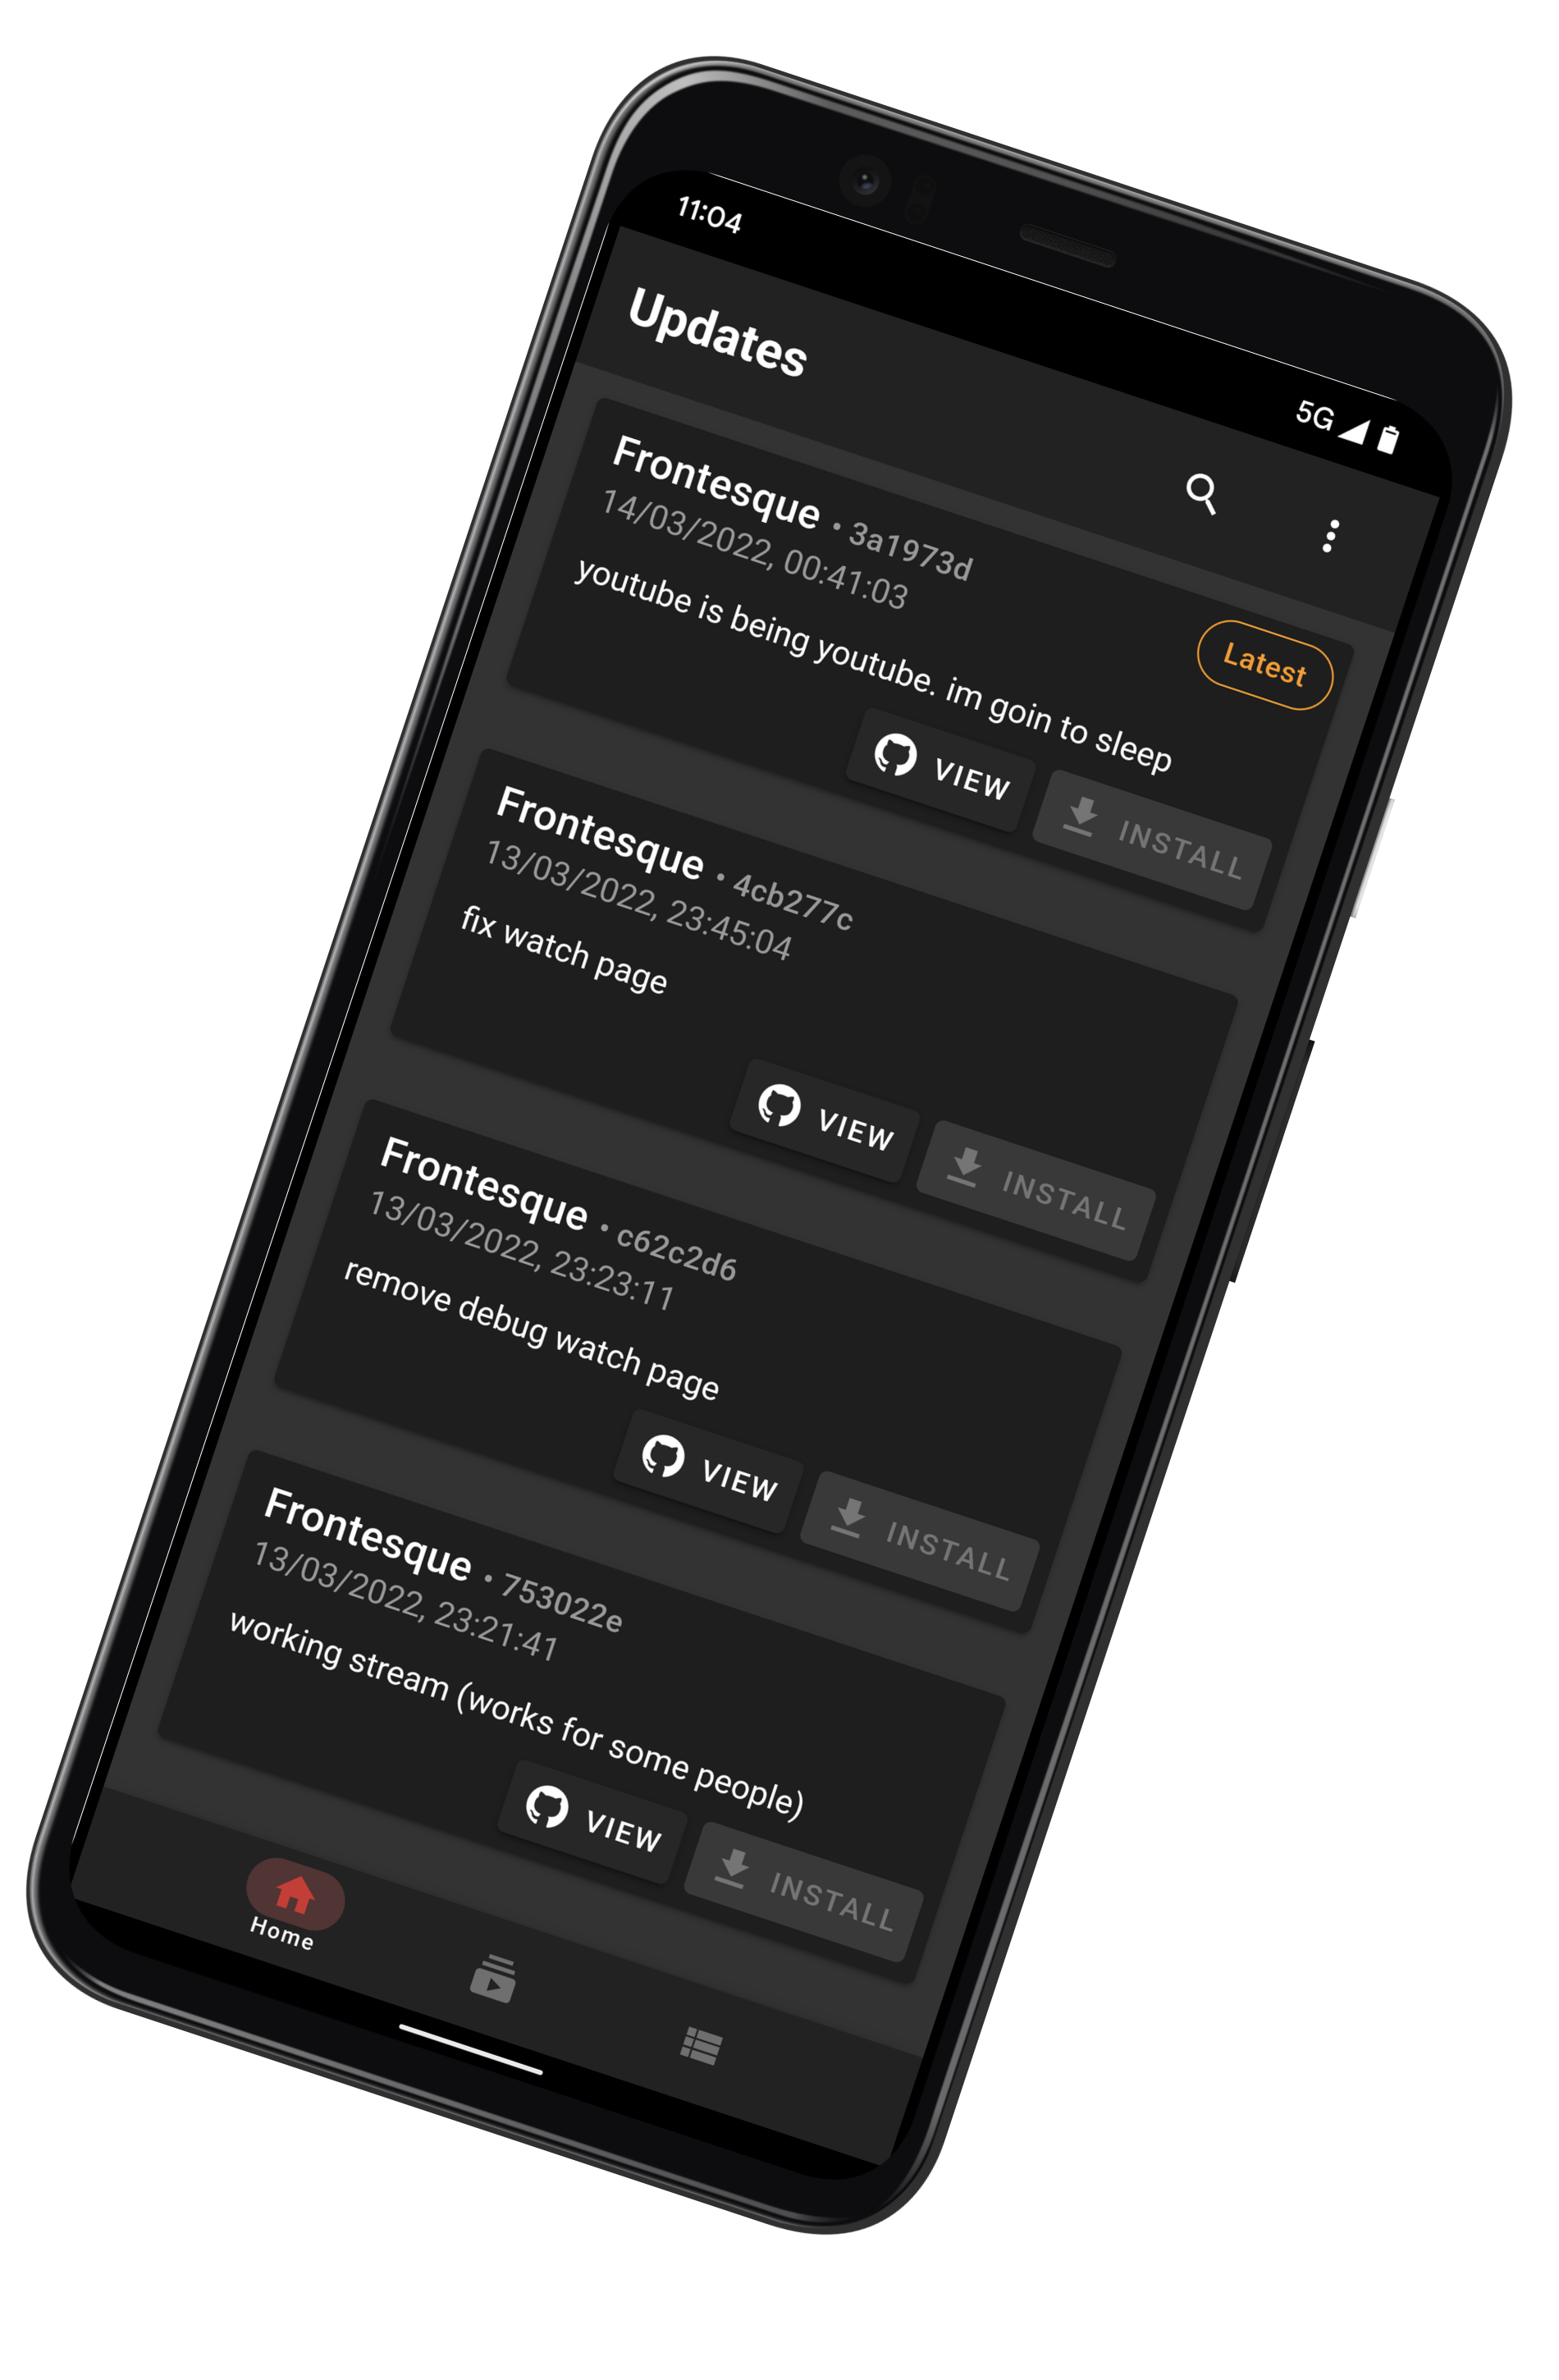 11:04
5G
Updates
Frontesque • 3a1973d
14/03/2022, 00:41:03
Latest
youtube is being youtube. im goin to sleep
VIEW
INSTALL
Frontesque • 4cb277c
13/03/2022, 23:45:04
fix watch page
VIEW
INSTALL
Frontesque • c62c2d6
13/03/2022, 23:23:11
remove debug watch page
VIEW
INSTALL
Frontesque • 753022e
13/03/2022, 23:21:41
working stream (works for some people)
VIEW
INSTALL
Home